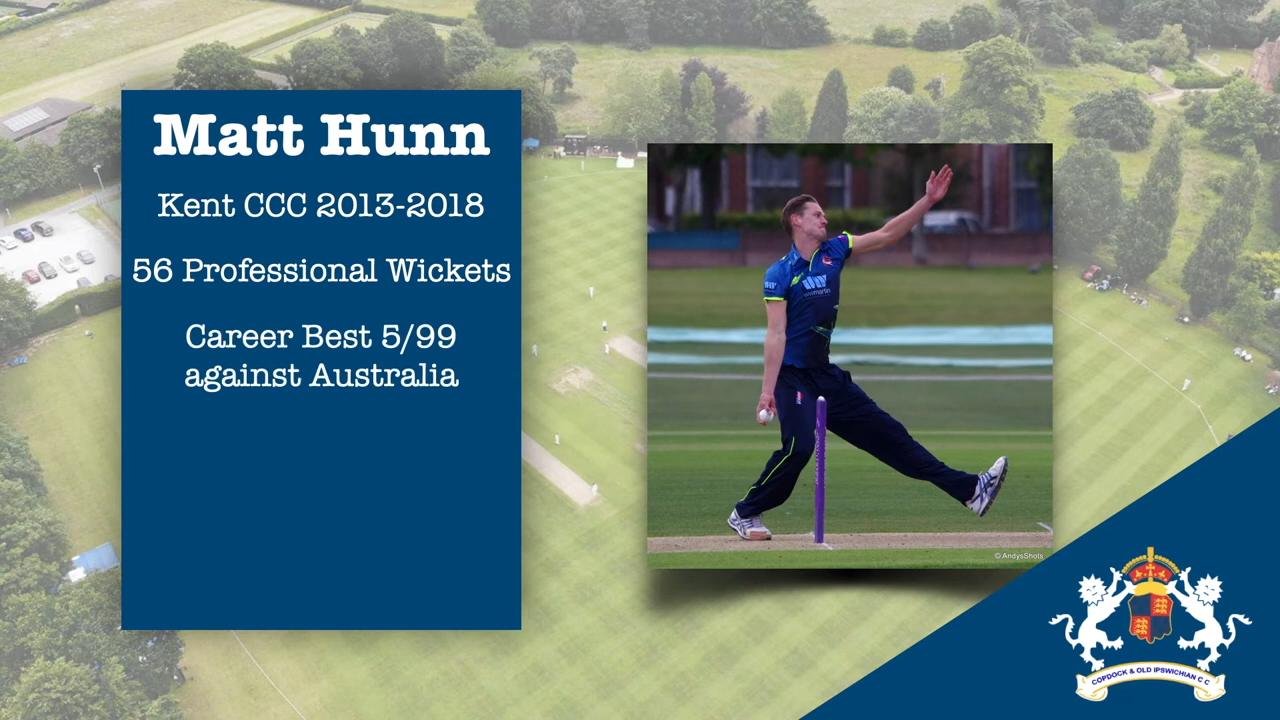 Matt Hunn
Kent CCC 2013-2018
56 Professional Wickets
Career Best 5/99
against Australia
© AndysShots
COPDOCK & OLD IPSWICHIAN C C